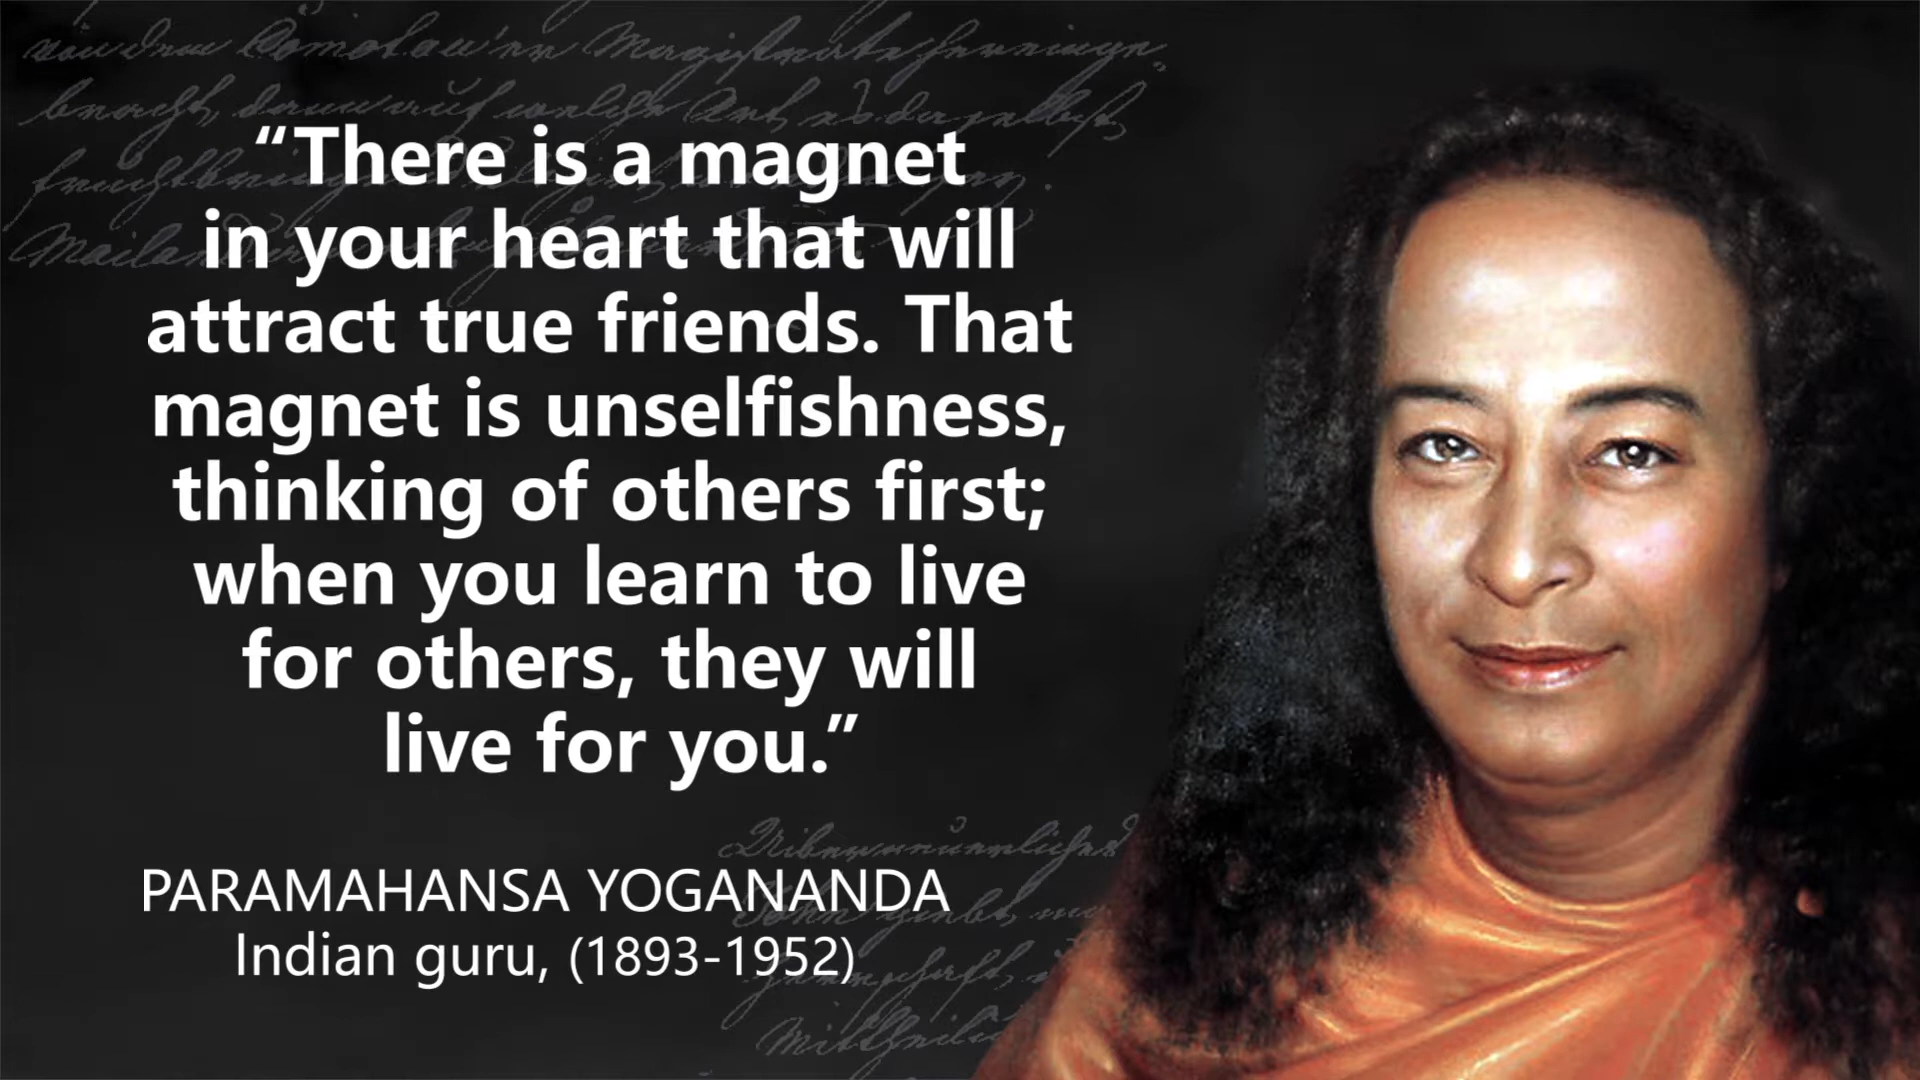 “There is a magnet
in your heart that will
attract true friends. That
magnet is unselfishness,
thinking of others first;
when you learn to live
for others, they will
live for you.”
PARAMAHANSA YOGANANDA
Indian guru, (1893-1952)